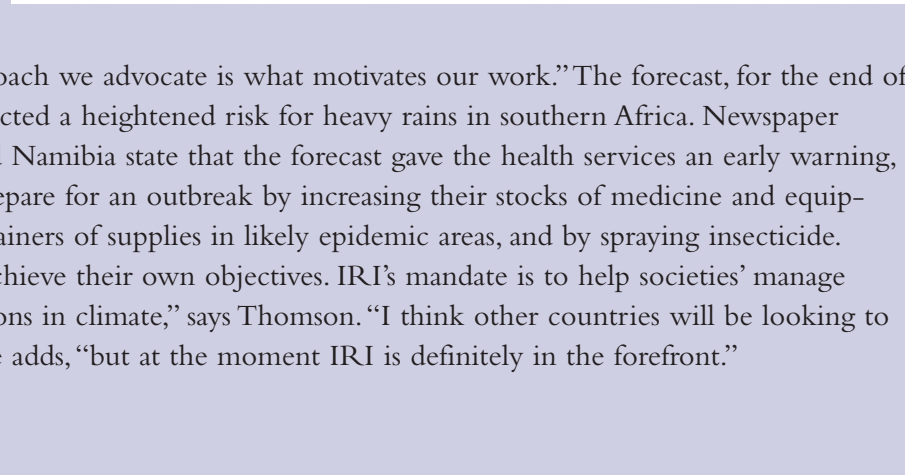 oach we advocate is what motivates our work.” The forecast, for the end of
cted a heightened risk for heavy rains in southern Africa. Newspaper
Namibia state that the forecast gave the health services an early warning,
epare for an outbreak by increasing their stocks of medicine and equip-
ainers of supplies in likely epidemic areas, and by spraying insecticide.
chieve their own objectives. IRI’s mandate is to help societies’ manage
ons in climate,” says Thomson. “I think other countries will be looking to
adds, “but at the moment IRI is definitely in the forefront.”